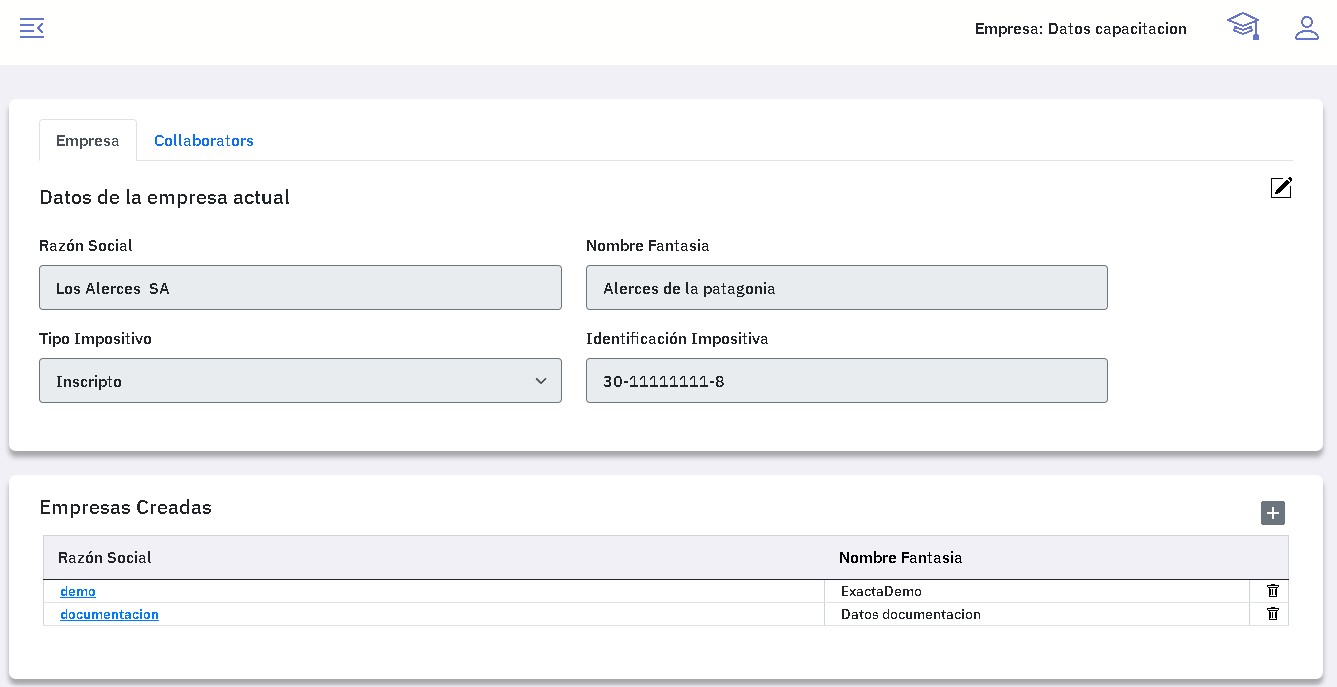 Empresa: Datos capacitacion
Empresa Collaborators
Datos de la empresa actual
Razón Social Nombre Fantasia
Los Alerces SA Alerces de la patagonia
Tipo Impositivo Identificación Impositiva
Inscripto 30-11111111-8
Empresas Creadas
Razón Social Nombre Fantasia
demo ExactaDemo
documentacion Datos documentacion